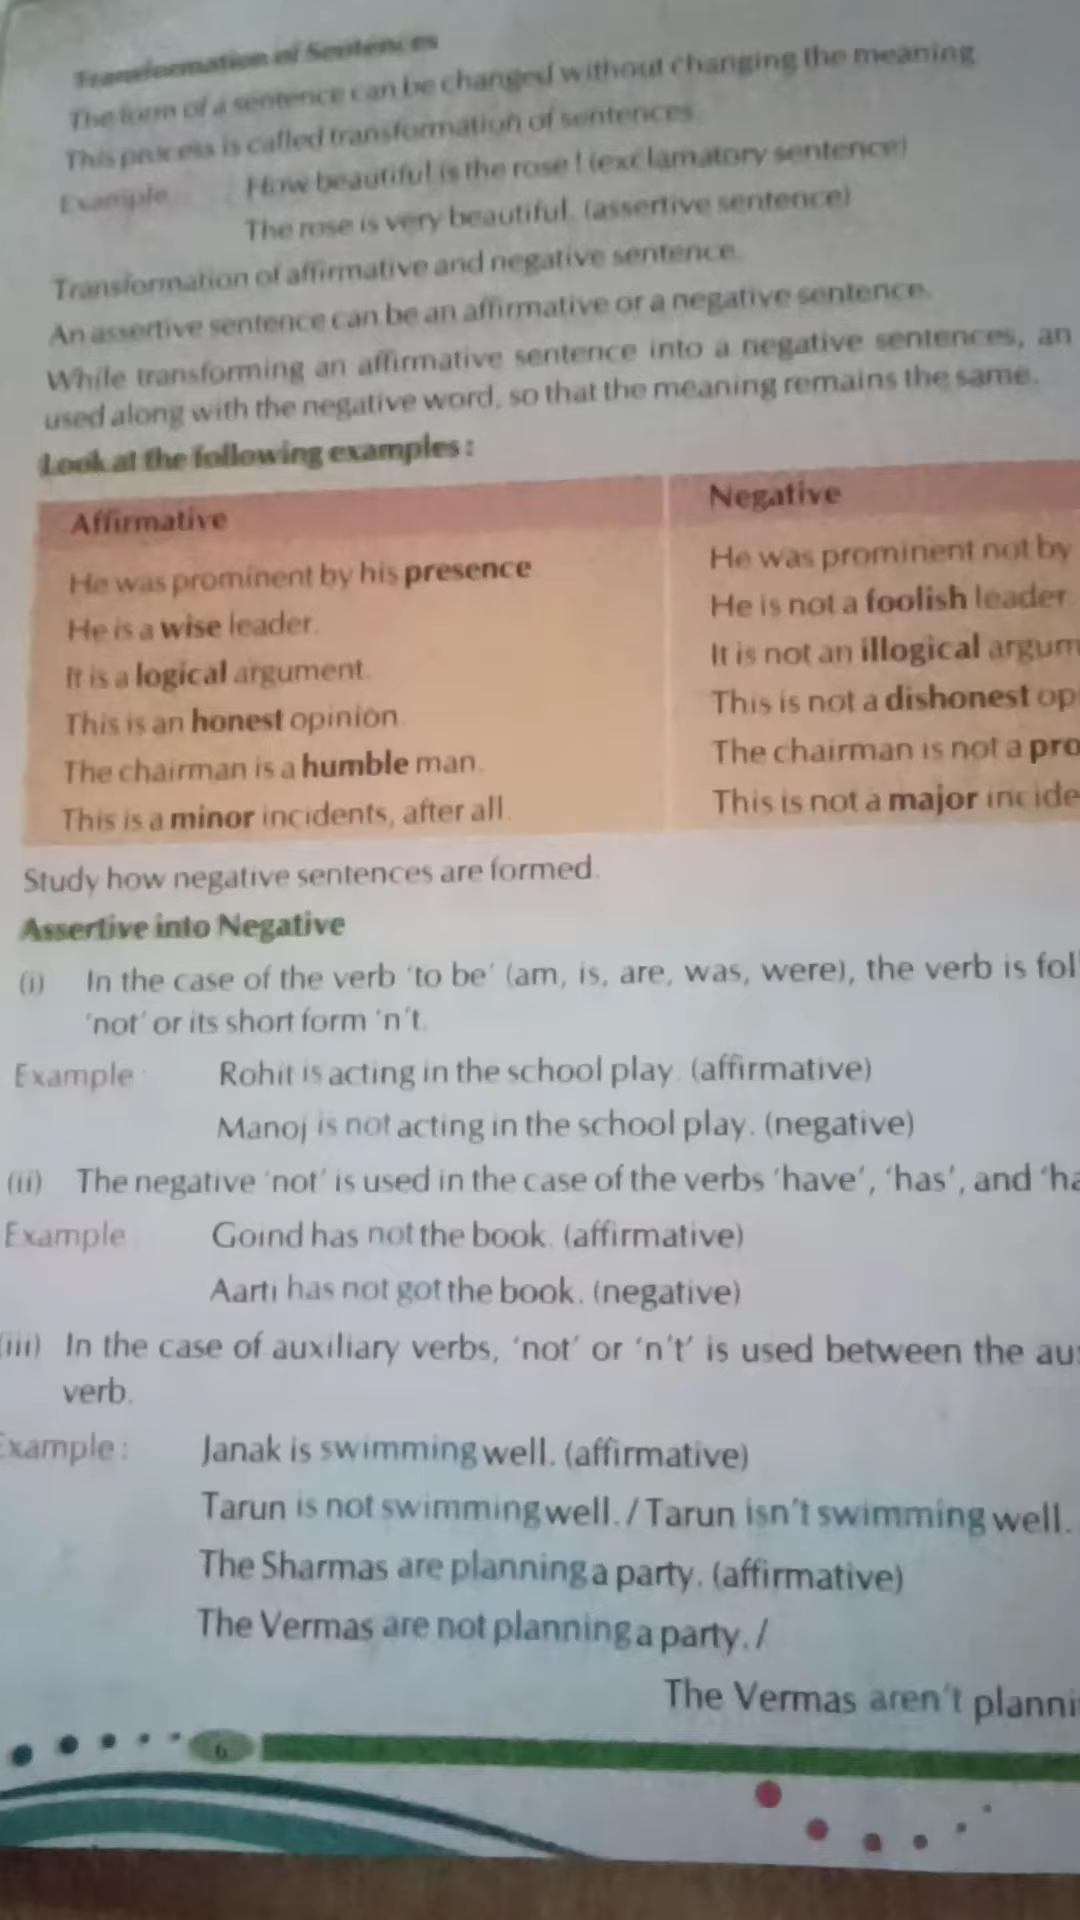 Transformation of Sentences
The form of a sentence can be changed without changing the meaning
This process is called transformation of sentences.
Example How beautiful is the rose ! (exclamatory sentence)
The rose is very beautiful. (assertive sentence)
Transformation of affirmative and negative sentence.
An assertive sentence can be an affirmative or a negative sentence.
While transforming an affirmative sentence into a negative sentences, an
used along with the negative word, so that the meaning remains the same.
Look at the following examples :
Affirmative Negative
He was prominent by his presence He was prominent not by
He is a wise leader. He is not a foolish leader.
It is a logical argument. It is not an illogical argum
This is an honest opinion. This is not a dishonest op
The chairman is a humble man. The chairman is not a pro
This is a minor incidents, after all. This is not a major incide
Study how negative sentences are formed.
Assertive into Negative
(i) In the case of the verb 'to be' (am, is, are, was, were), the verb is fol
'not' or its short form 'n't.
Example : Rohit is acting in the school play. (affirmative)
Manoj is not acting in the school play. (negative)
(ii) The negative 'not' is used in the case of the verbs 'have', 'has', and 'ha
Example Goind has not the book. (affirmative)
Aarti has not got the book. (negative)
(iii) In the case of auxiliary verbs, 'not' or 'n't' is used between the au
verb.
Example : Janak is swimming well. (affirmative)
Tarun is not swimming well. / Tarun isn't swimming well.
The Sharmas are planning a party. (affirmative)
The Vermas are not planning a party. /
The Vermas aren't planni
6